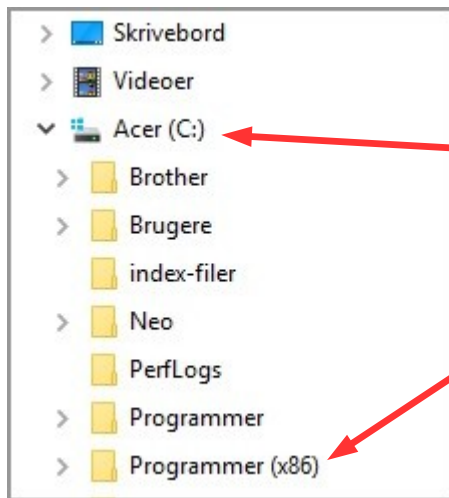 Skrivebord
Videoer
Acer (C:)
Brother
Brugere
index-filer
Neo
PerfLogs
Programmer
Programmer (x86)